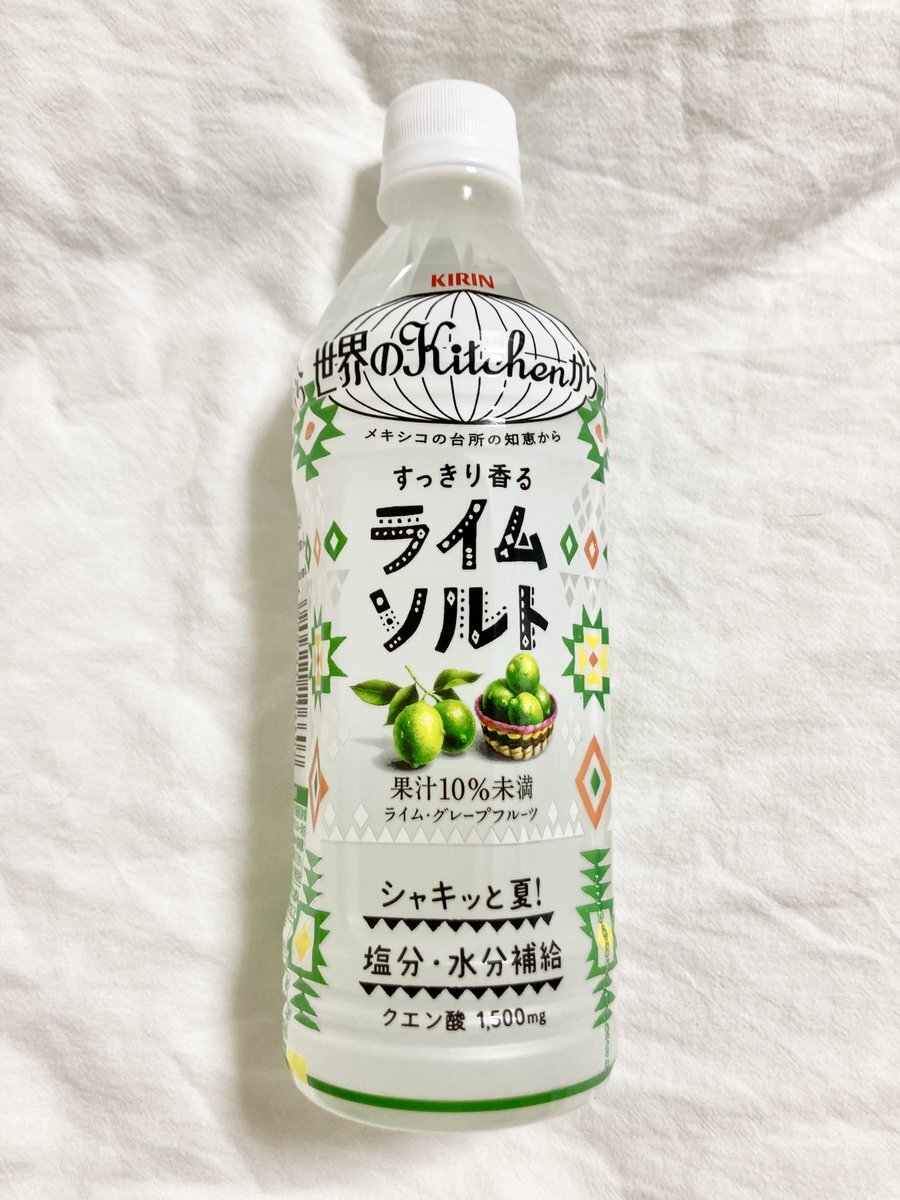 KIRIN
世界のKitchenから
メキシコの台所の知恵から
すっきり香る
ライム
ソルト
果汁10%未満
ライム・グレープフルーツ
シャキッと夏!
塩分・水分補給
クエン酸 1,500mg